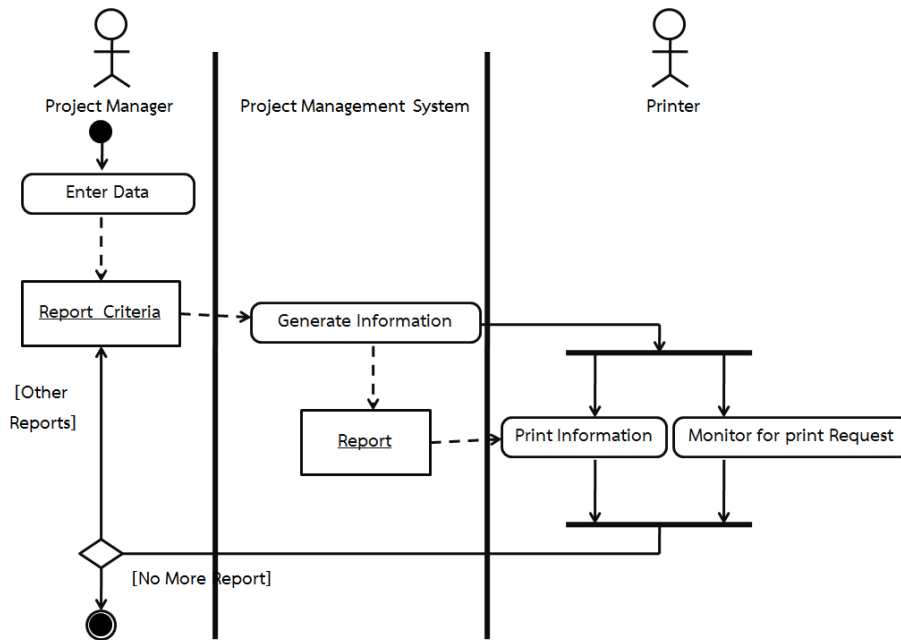 Project Manager
Project Management System
Printer
Enter Data
Report Criteria
Generate Information
[Other
Reports]
Report
Print Information
Monitor for print Request
[No More Report]